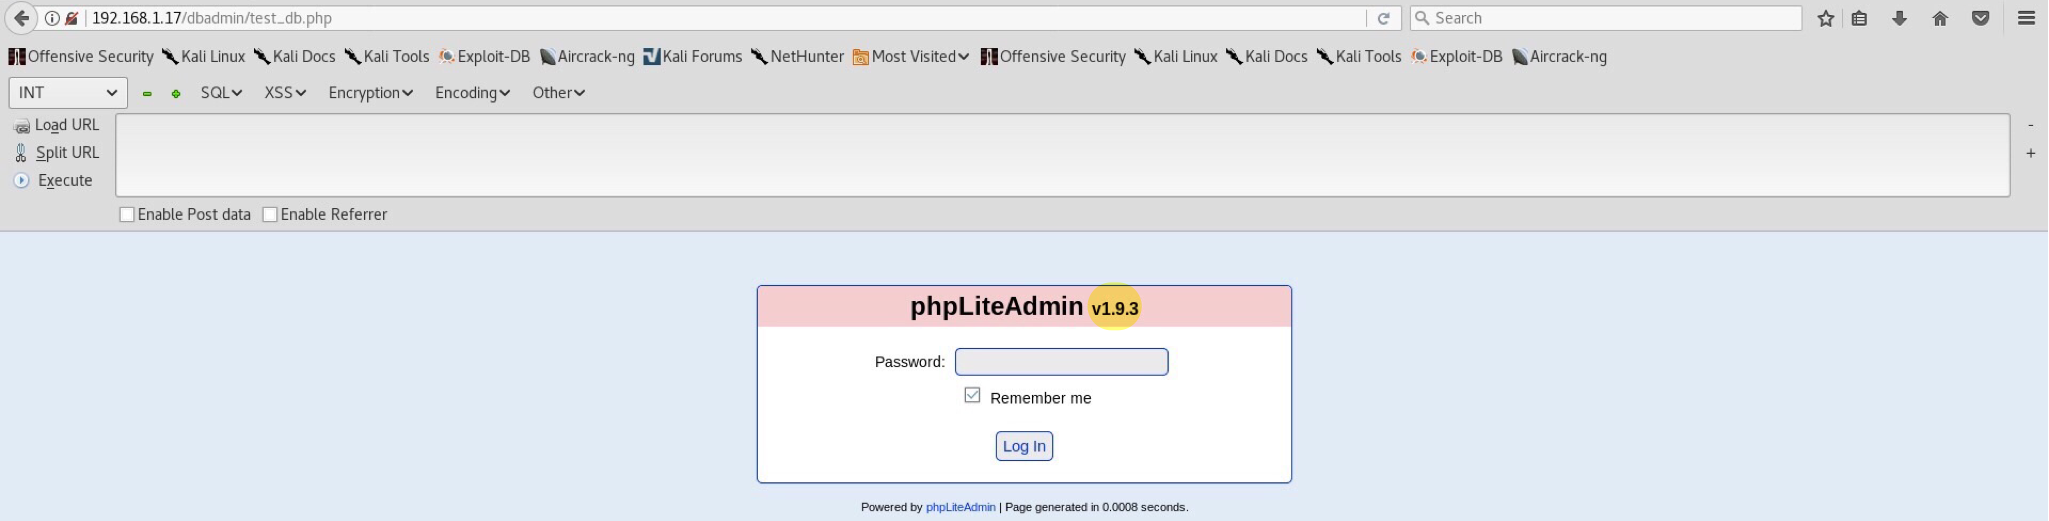 192.168.1.17/dbadmin/test_db.php Search
Offensive Security Kali Linux Kali Docs Kali Tools Exploit-DB Aircrack-ng Kali Forums NetHunter Most Visited Offensive Security Kali Linux Kali Docs Kali Tools Exploit-DB Aircrack-ng
INT SQL XSS Encryption Encoding Other
Load URL -
Split URL +
Execute
Enable Post data Enable Referrer
phpLiteAdmin v1.9.3
Password:
Remember me
Log In
Powered by phpLiteAdmin | Page generated in 0.0008 seconds.